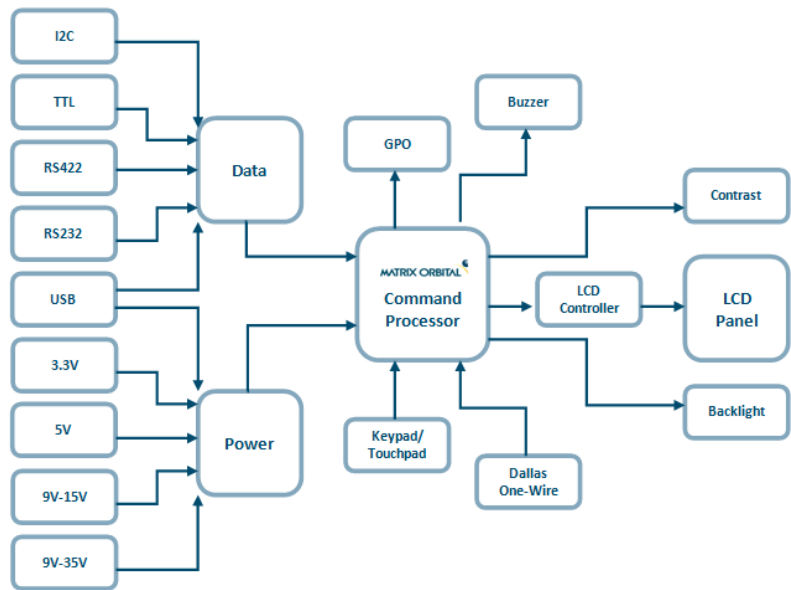 I2C
TTL
RS422
RS232
USB
3.3V
5V
9V-15V
9V-35V
Data
Power
GPO
Buzzer
MATRIX ORBITAL
Command
Processor
Keypad/
Touchpad
Dallas
One-Wire
Contrast
LCD
Controller
LCD
Panel
Backlight